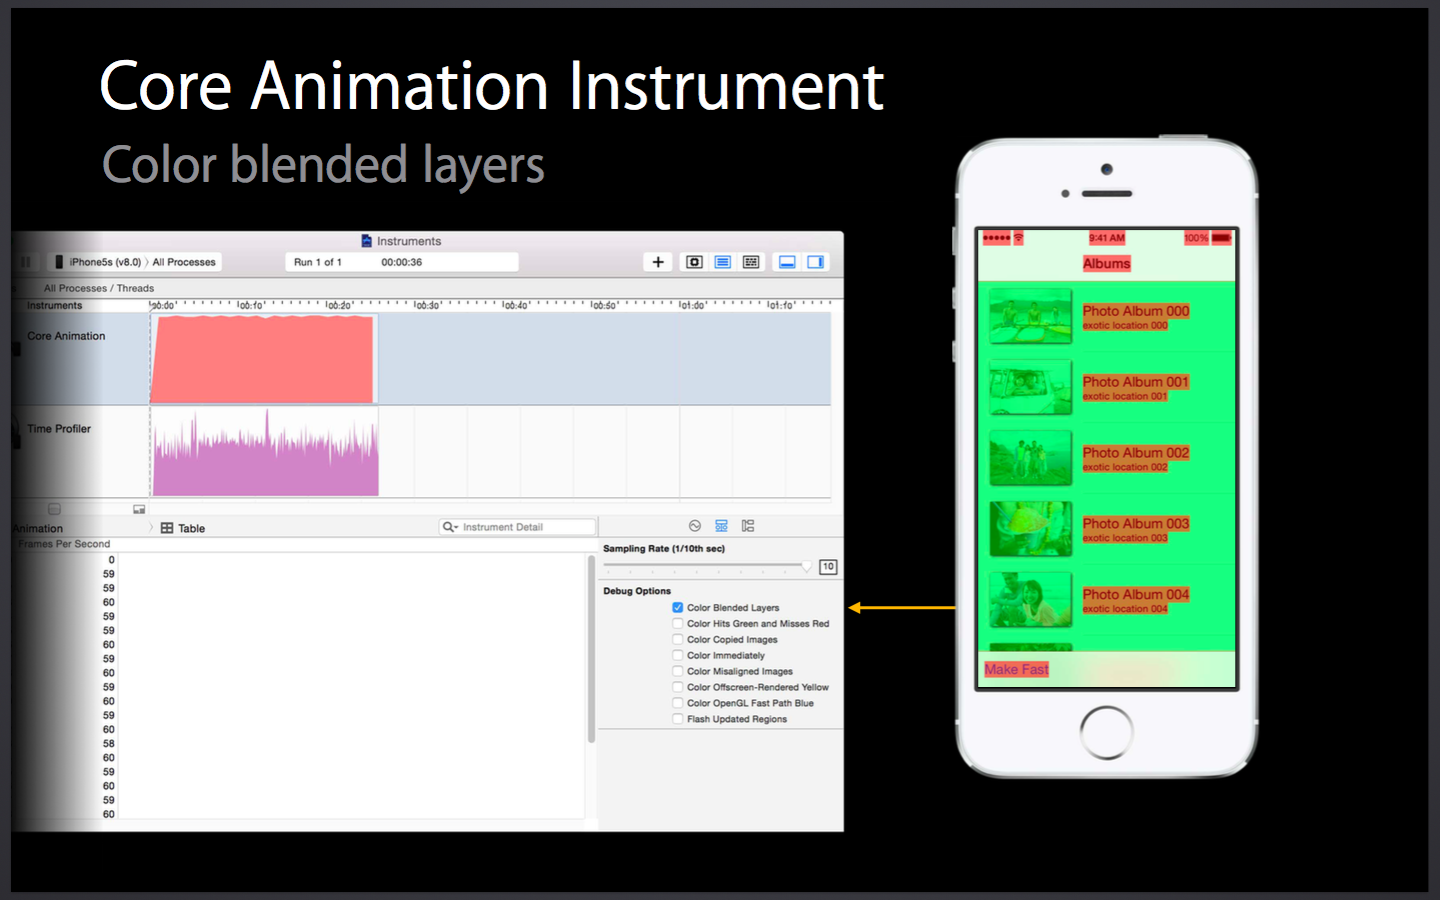 Core Animation Instrument
Color blended layers
Instruments
iPhone5s (v8.0) 〉 All Processes
Run 1 of 1 00:00:36
All Processes / Threads
Instruments
00:00 00:10 00:20 00:30 00:40 00:50 01:00 01:10
Core Animation
Time Profiler
Animation 〉 Table
Instrument Detail
Frames Per Second
0
59
59
60
59
59
60
59
60
59
60
59
60
58
60
59
60
59
60
Sampling Rate (1/10th sec)
10
Debug Options
Color Blended Layers
Color Hits Green and Misses Red
Color Copied Images
Color Immediately
Color Misaligned Images
Color Offscreen-Rendered Yellow
Color OpenGL Fast Path Blue
Flash Updated Regions
9:41 AM 100%
Albums
Photo Album 000
exotic location 000
Photo Album 001
exotic location 001
Photo Album 002
exotic location 002
Photo Album 003
exotic location 003
Photo Album 004
exotic location 004
Make Fast